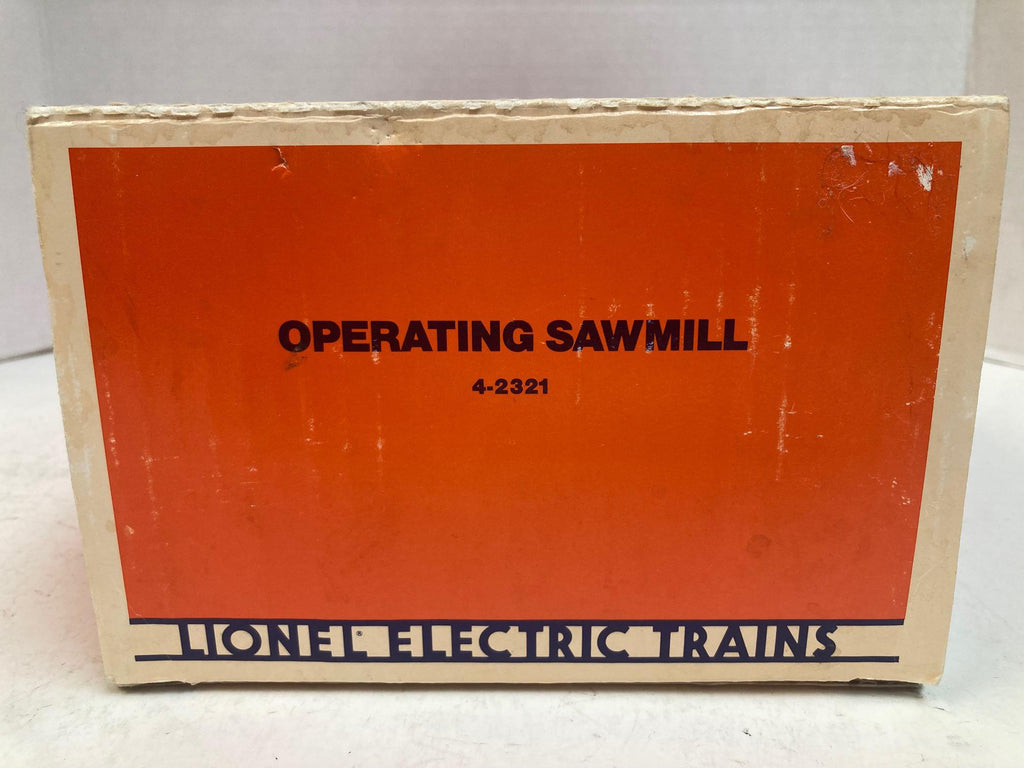 OPERATING SAWMILL
4-2321
LIONEL® ELECTRIC TRAINS